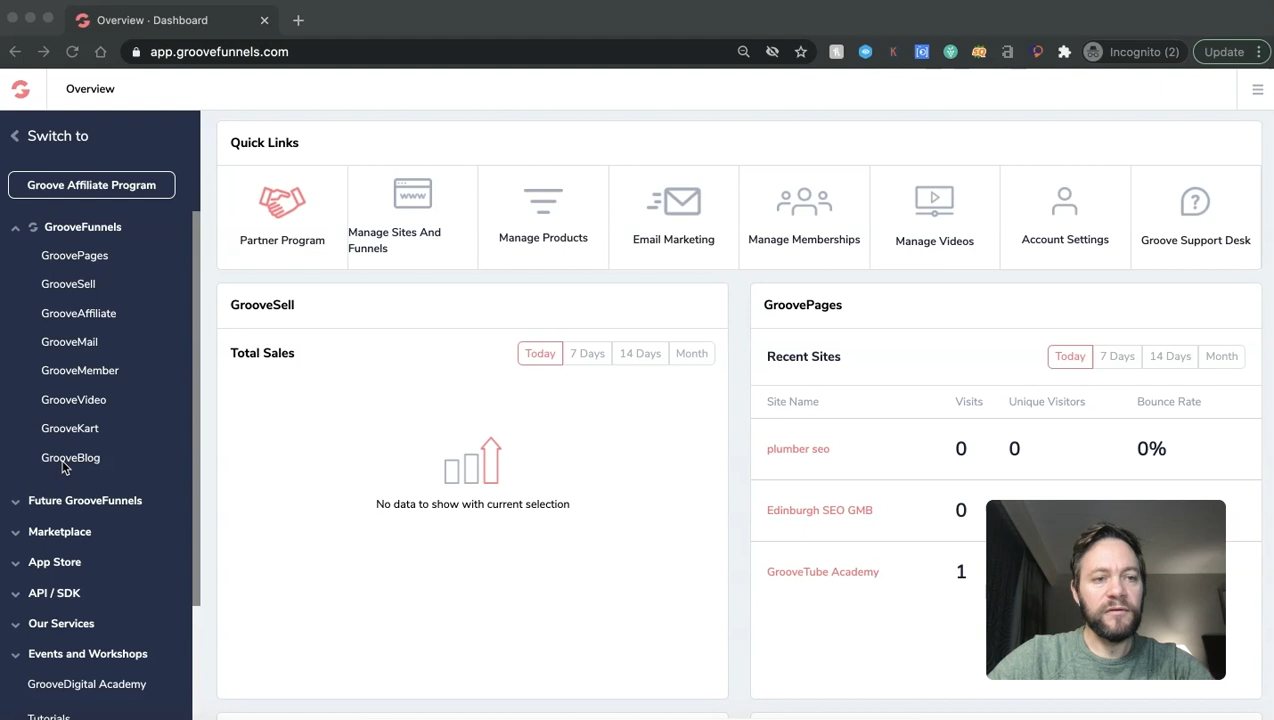 Overview · Dashboard
app.groovefunnels.com
Incognito (2)
Update
Overview
Switch to
Groove Affiliate Program
GrooveFunnels
GroovePages
GrooveSell
GrooveAffiliate
GrooveMail
GrooveMember
GrooveVideo
GrooveKart
GrooveBlog
Future GrooveFunnels
Marketplace
App Store
API / SDK
Our Services
Events and Workshops
GrooveDigital Academy
Tutorials
Quick Links
Partner Program
WWW
Manage Sites And
Funnels
Manage Products
Email Marketing
Manage Memberships
Manage Videos
Account Settings
Groove Support Desk
GrooveSell
Total Sales
Today 7 Days 14 Days Month
No data to show with current selection
GroovePages
Recent Sites
Today 7 Days 14 Days Month
Site Name Visits Unique Visitors Bounce Rate
plumber seo 0 0 0%
Edinburgh SEO GMB 0
GrooveTube Academy 1